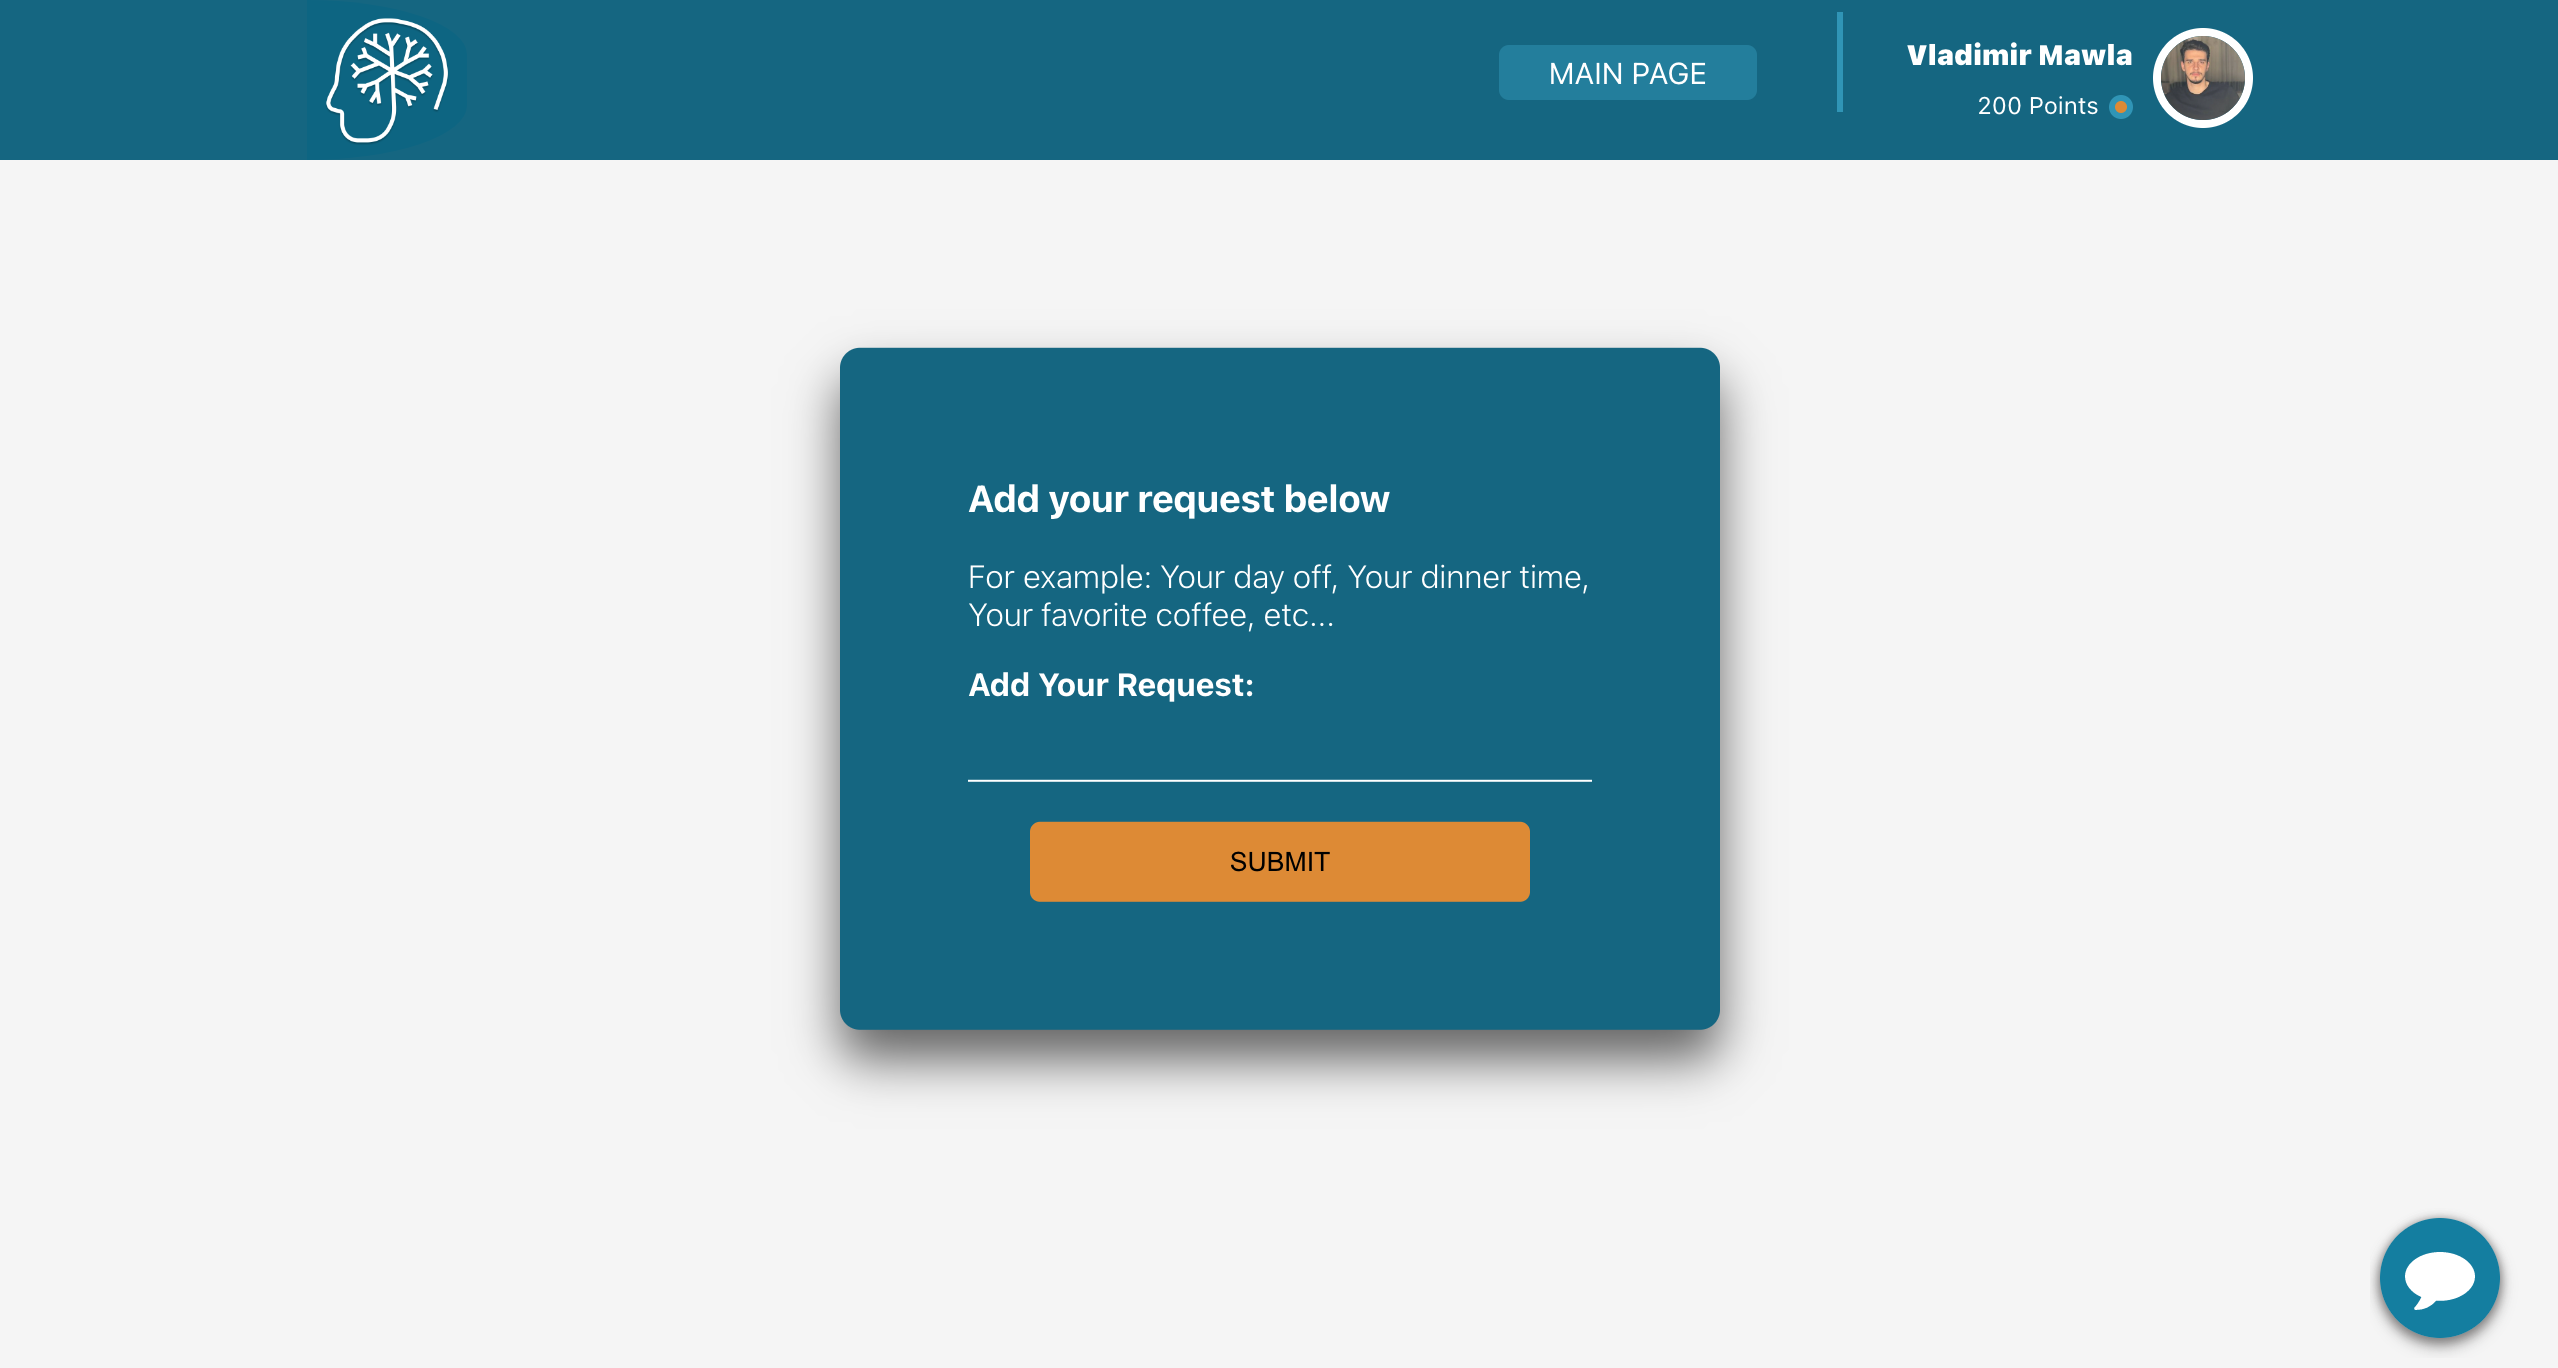 MAIN PAGE
Vladimir Mawla
200 Points
Add your request below
For example: Your day off, Your dinner time,
Your favorite coffee, etc...
Add Your Request:
SUBMIT